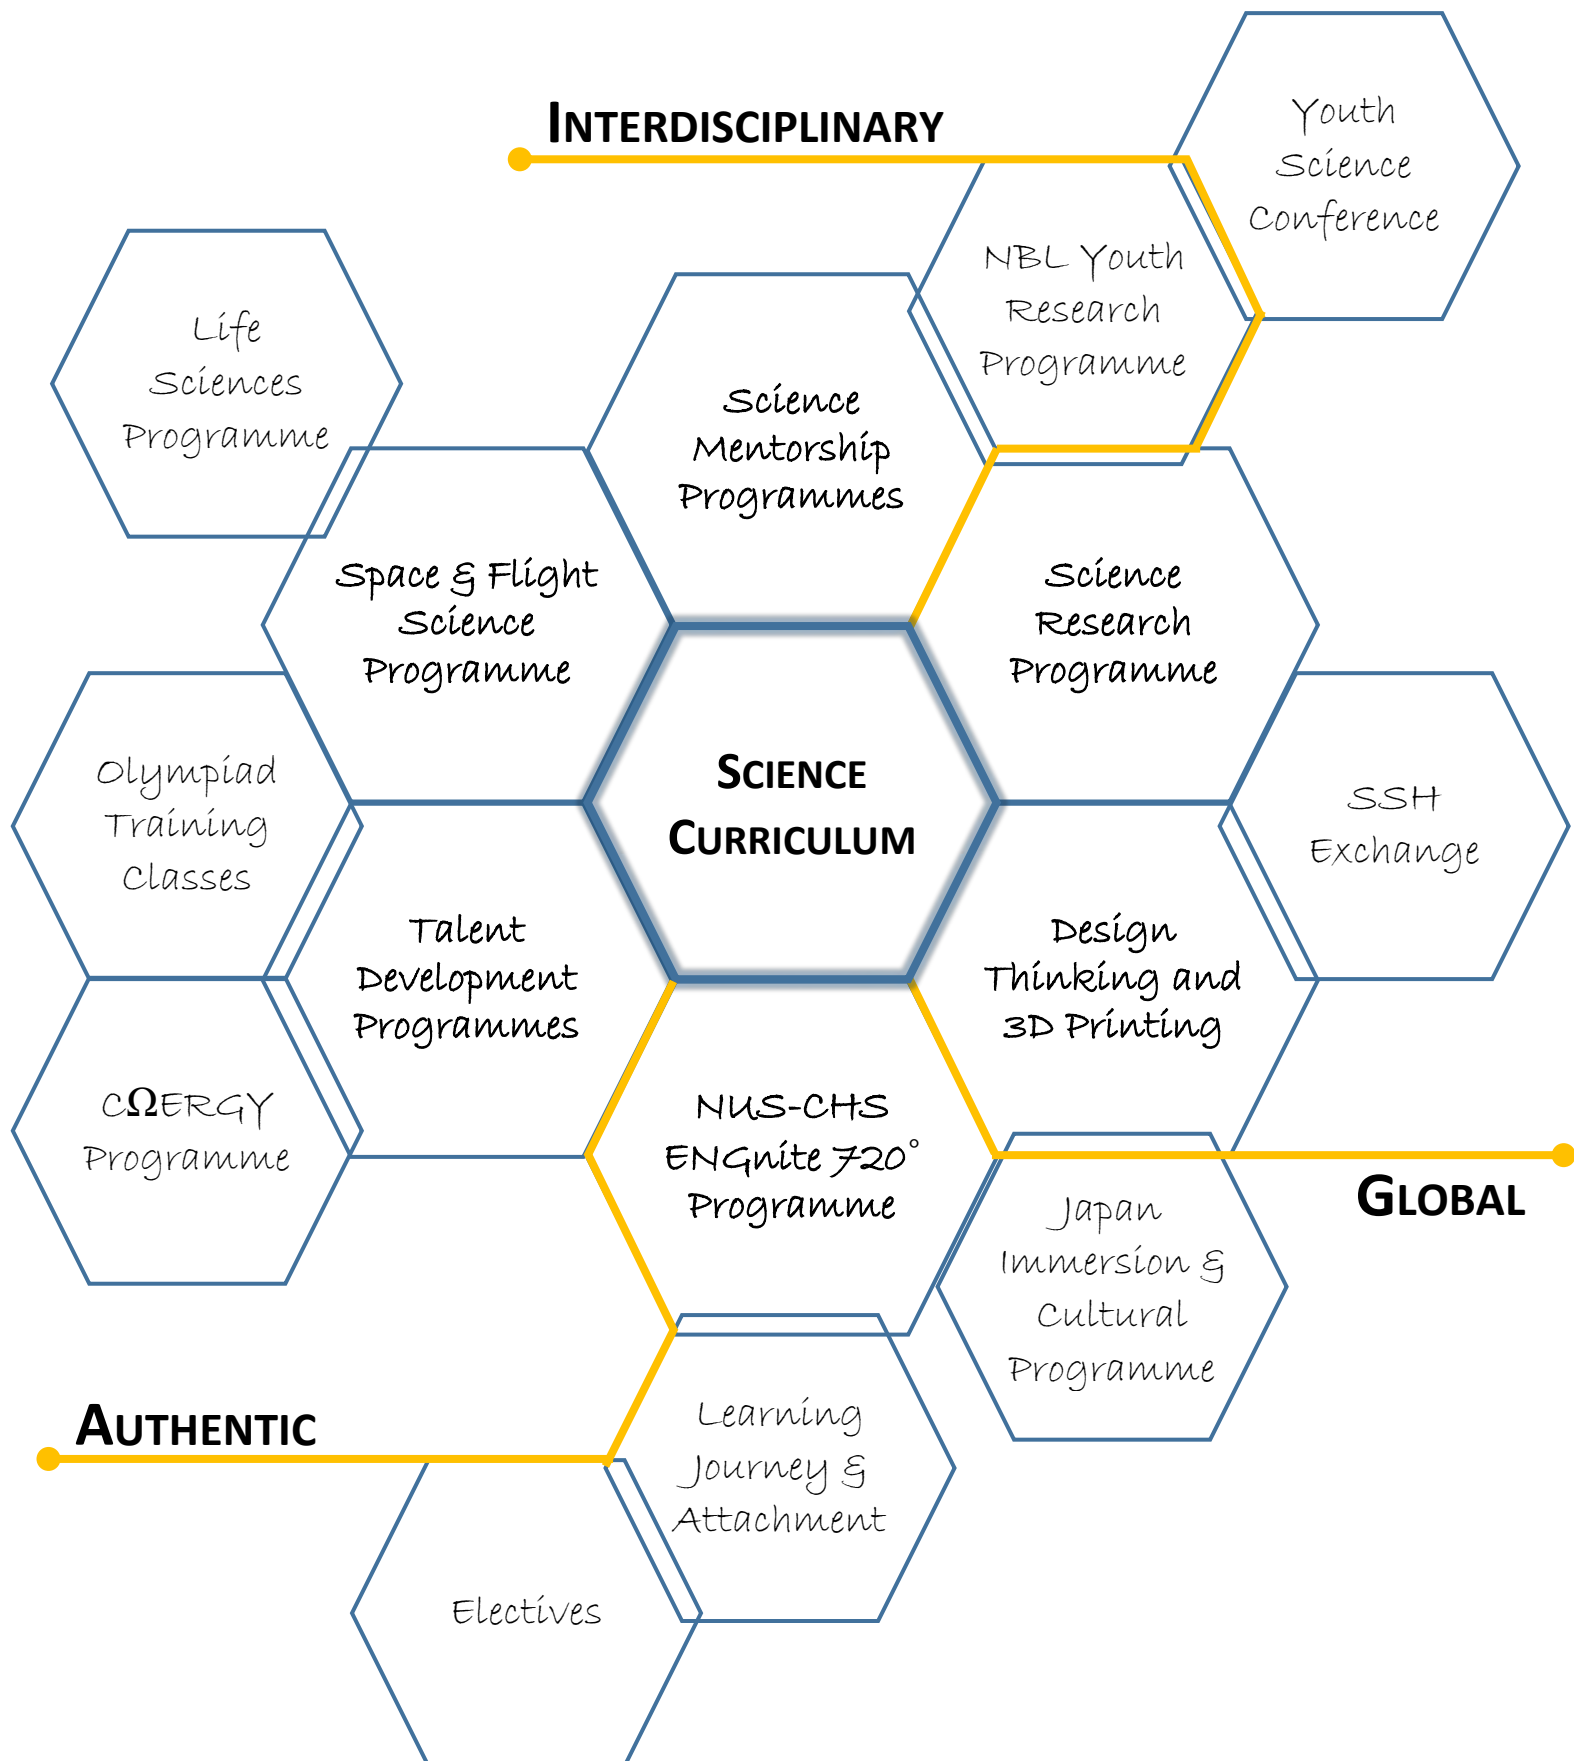 INTERDISCIPLINARY
Youth
Science
Conference
NBL Youth
Research
Programme
Life
Sciences
Programme
Science
Mentorship
Programmes
Space & Flight
Science
Programme
Science
Research
Programme
SCIENCE
CURRICULUM
Olympiad
Training
Classes
SSH
Exchange
Talent
Development
Programmes
Design
Thinking and
3D Printing
CΩERGY
Programme
NUS-CHS
ENGnite 720°
Programme
GLOBAL
Japan
Immersion &
Cultural
Programme
AUTHENTIC
Learning
Journey &
Attachment
Electives